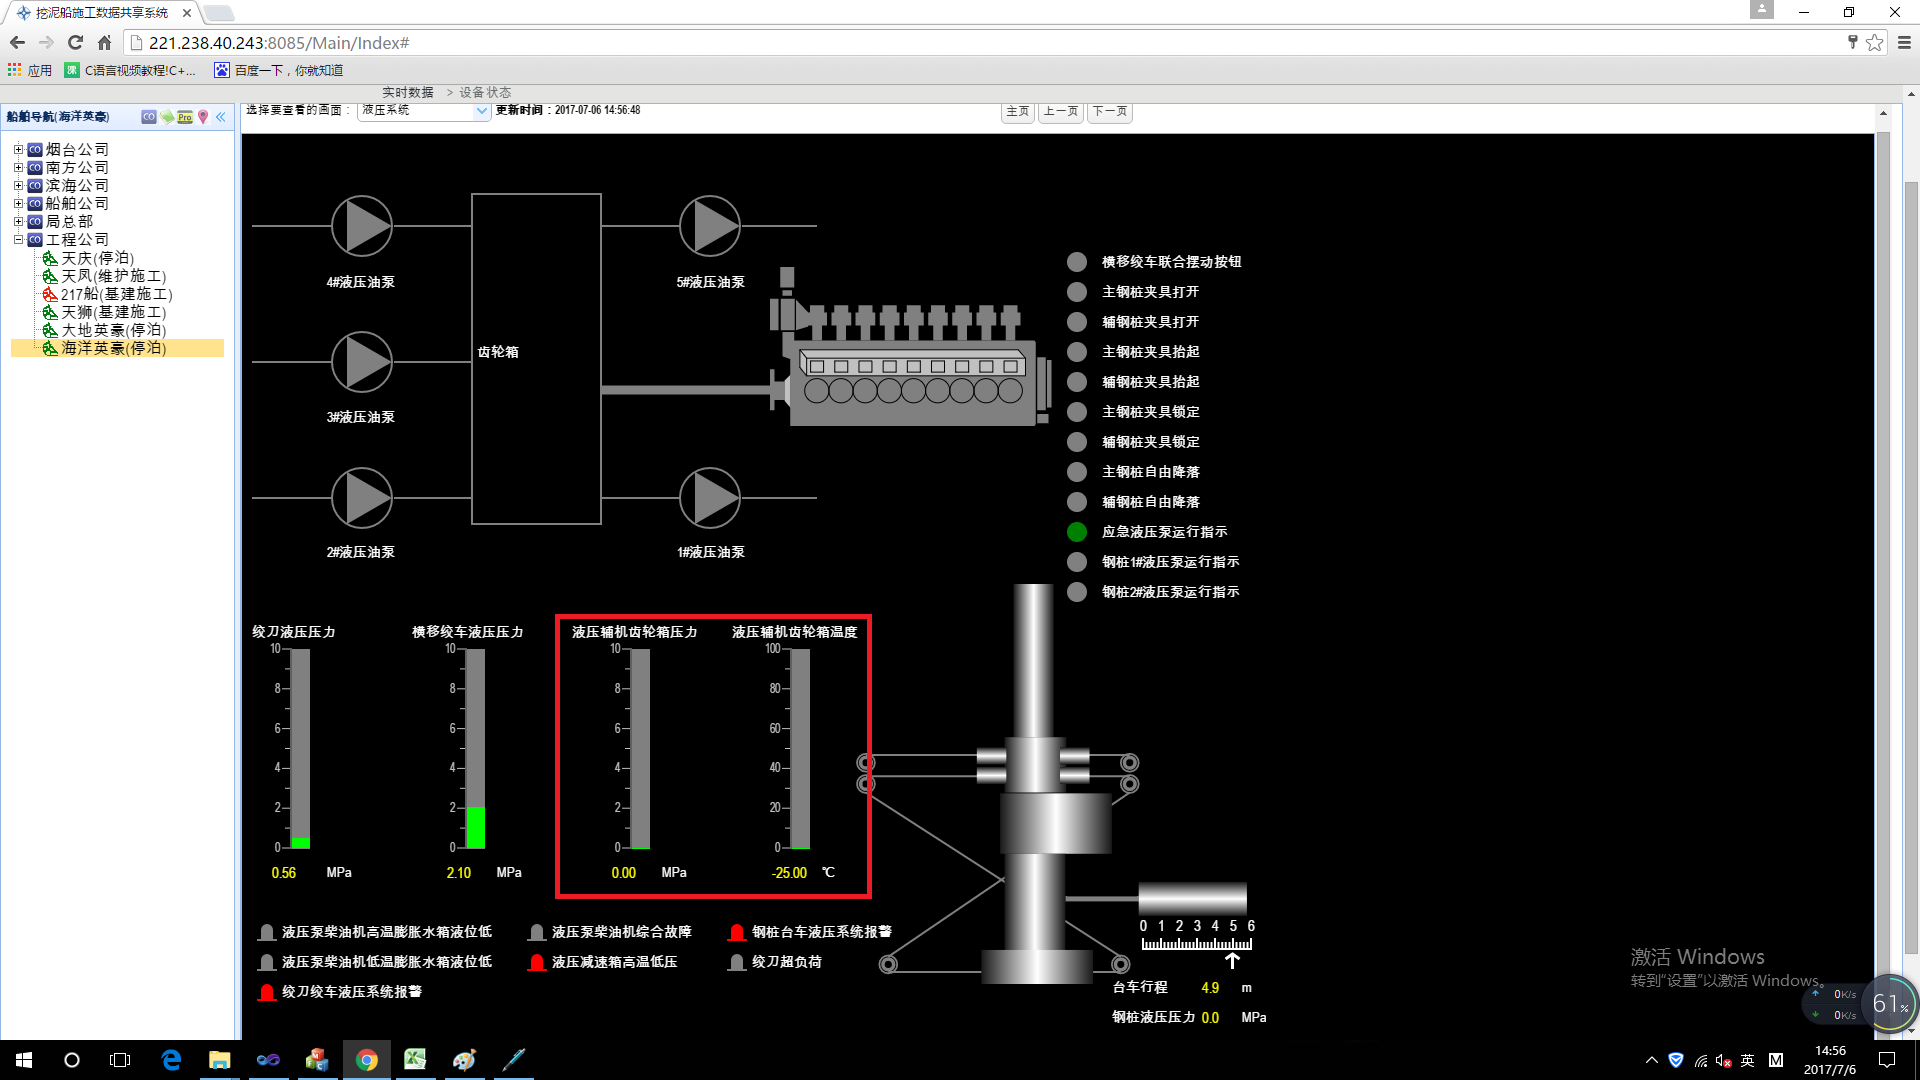 挖泥船施工数据共享系统
221.238.40.243:8085/Main/Index#
应用
C语言视频教程!C+...
百度一下，你就知道
实时数据 > 设备状态
船舶导航(海洋英豪)
CO
Pro
选择要查看的画面：
液压系统
更新时间：2017-07-06 14:56:48
主页
上一页
下一页
CO 烟台公司
CO 南方公司
CO 滨海公司
CO 船舶公司
CO 局总部
CO 工程公司
天庆(停泊)
天凤(维护施工)
217船(基建施工)
天狮(基建施工)
大地英豪(停泊)
海洋英豪(停泊)
4#液压油泵
5#液压油泵
3#液压油泵
齿轮箱
2#液压油泵
1#液压油泵
横移绞车联合摆动按钮
主钢桩夹具打开
辅钢桩夹具打开
主钢桩夹具抬起
辅钢桩夹具抬起
主钢桩夹具锁定
辅钢桩夹具锁定
主钢桩自由降落
辅钢桩自由降落
应急液压泵运行指示
钢桩1#液压泵运行指示
钢桩2#液压泵运行指示
绞刀液压压力
10
8
6
4
2
0
0.56 MPa
横移绞车液压压力
10
8
6
4
2
0
2.10 MPa
液压辅机齿轮箱压力
10
8
6
4
2
0
0.00 MPa
液压辅机齿轮箱温度
100
80
60
40
20
0
-25.00 ℃
液压泵柴油机高温膨胀水箱液位低
液压泵柴油机综合故障
钢桩台车液压系统报警
液压泵柴油机低温膨胀水箱液位低
液压减速箱高温低压
绞刀超负荷
绞刀绞车液压系统报警
0 1 2 3 4 5 6
台车行程 4.9 m
钢桩液压压力 0.0 MPa
激活 Windows
转到“设置”以激活 Windows。
0K/s
0K/s
61%
英
M
14:56
2017/7/6